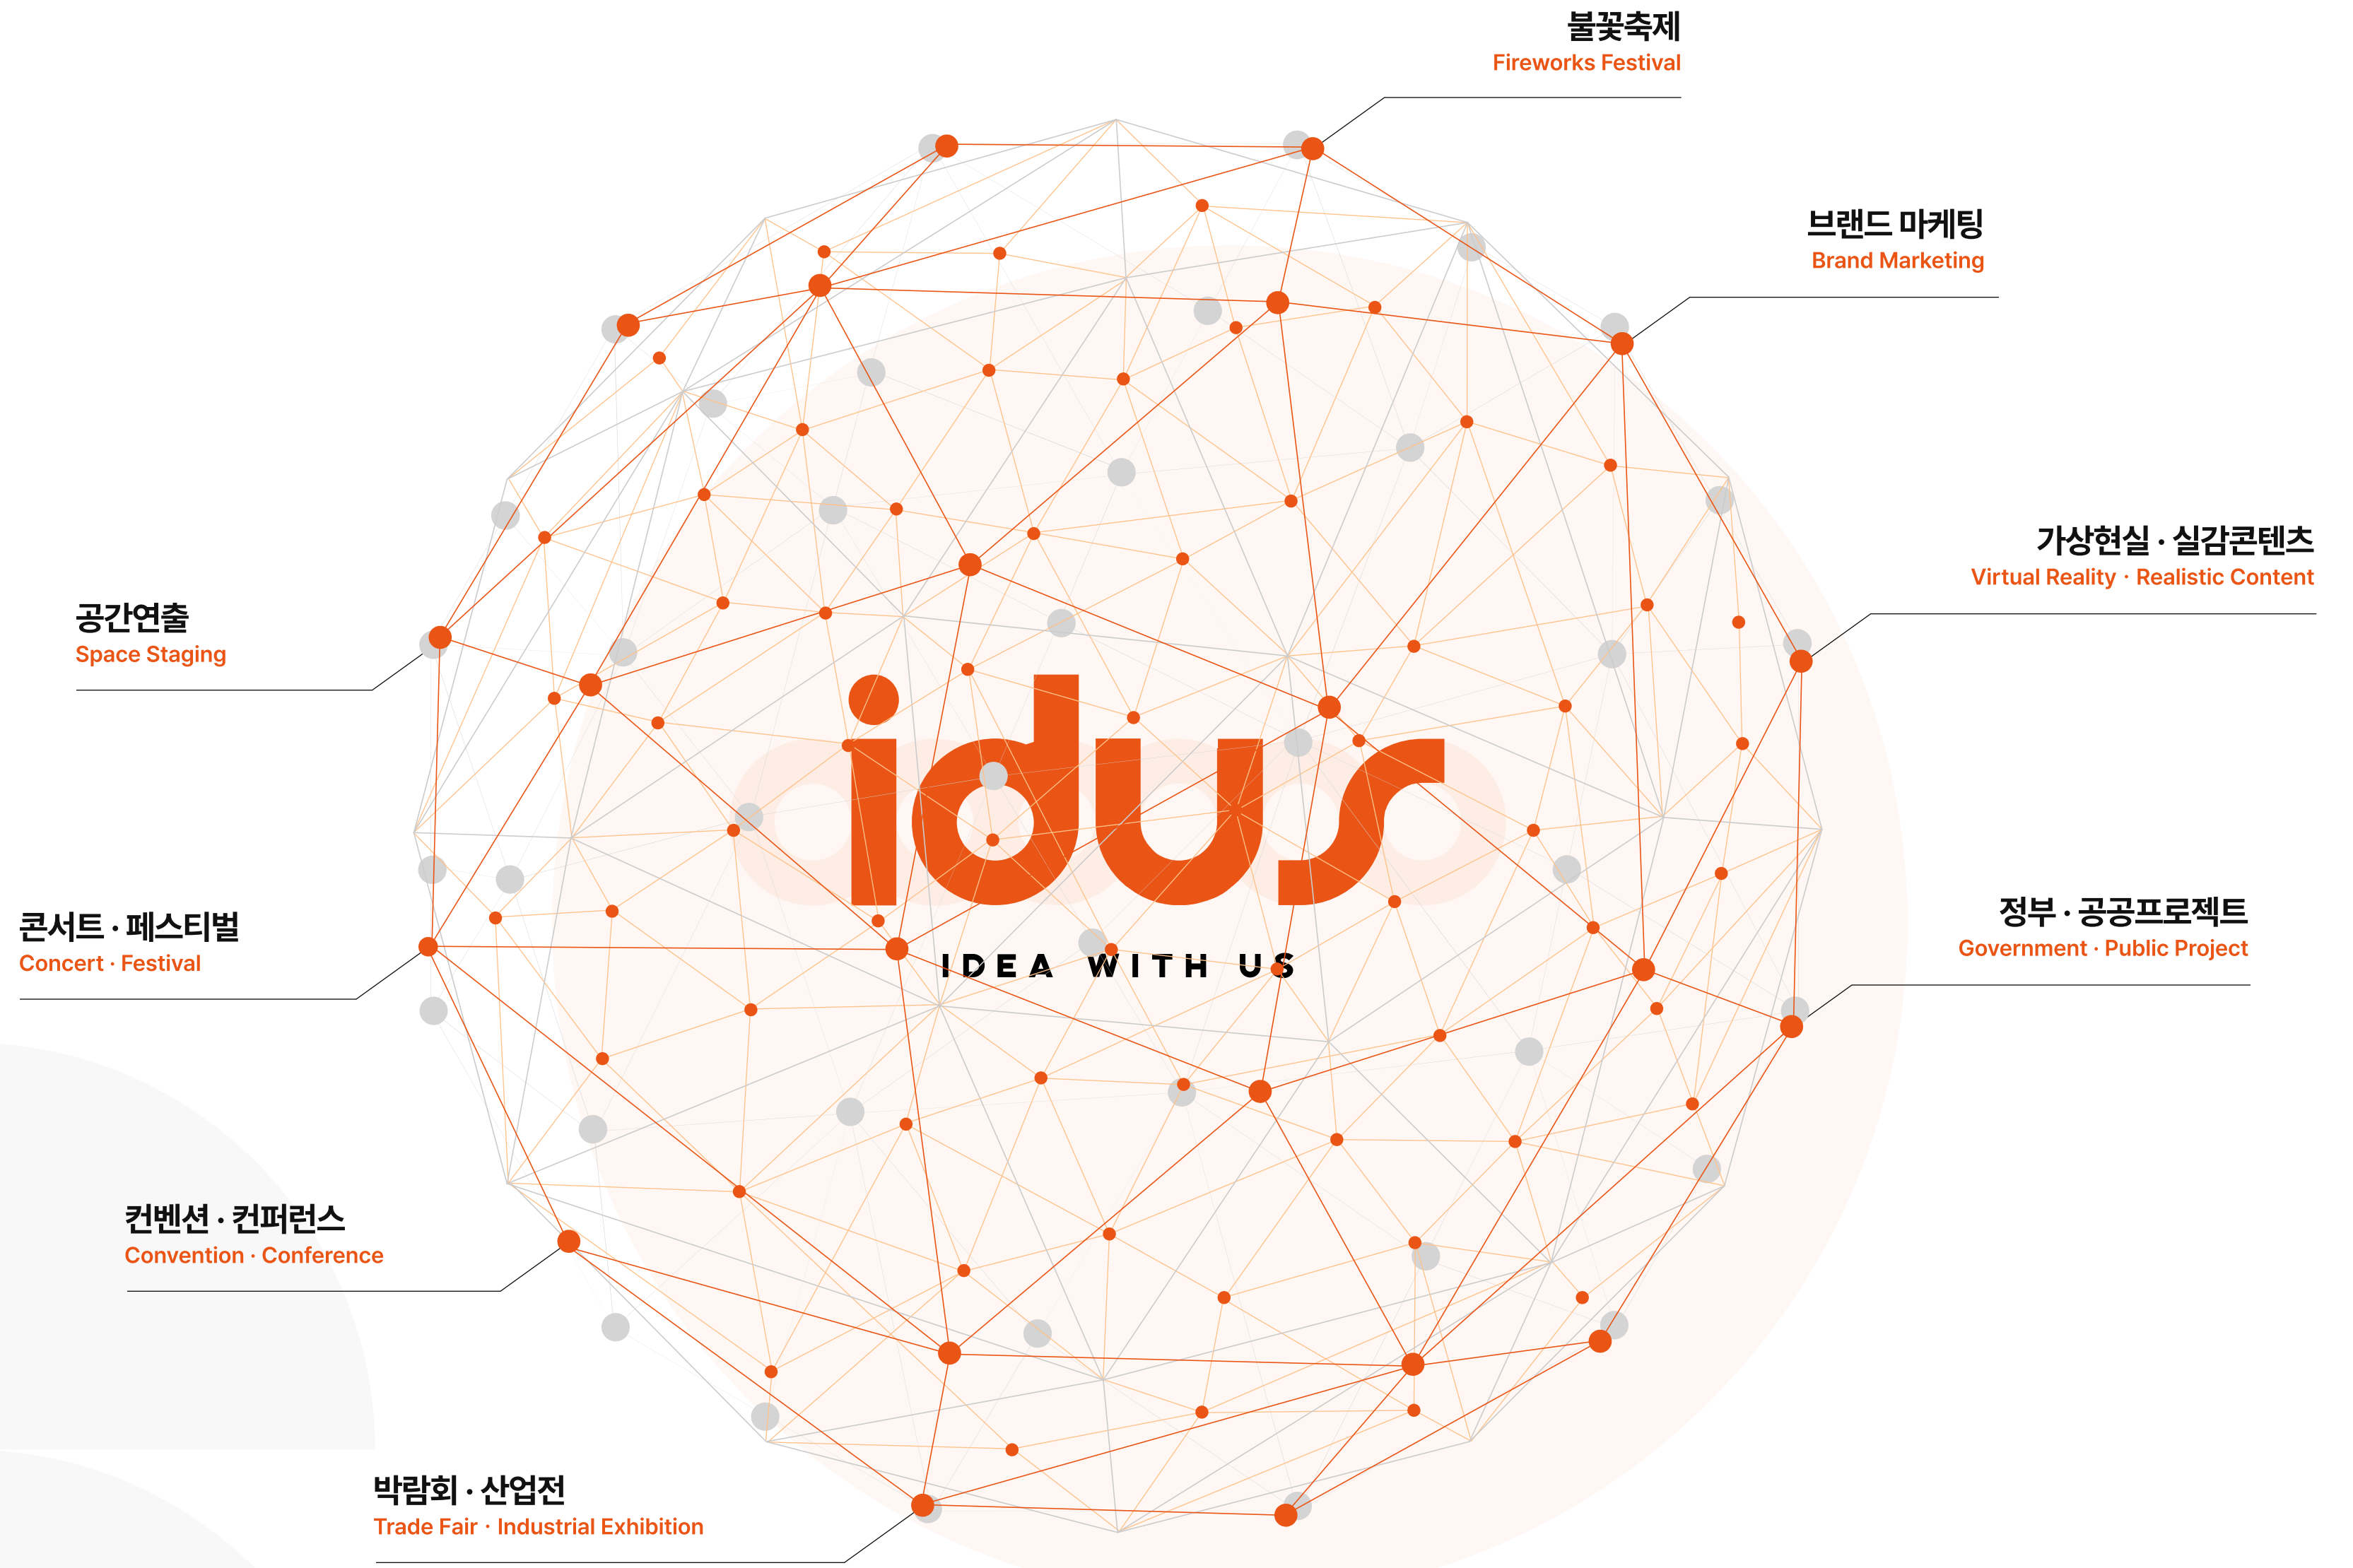 불꽃축제
Fireworks Festival
브랜드 마케팅
Brand Marketing
가상현실 · 실감콘텐츠
Virtual Reality · Realistic Content
공간연출
Space Staging
idus
콘서트 · 페스티벌
Concert · Festival
정부 · 공공프로젝트
Government · Public Project
IDEA WITH US
컨벤션 · 컨퍼런스
Convention · Conference
박람회 · 산업전
Trade Fair · Industrial Exhibition